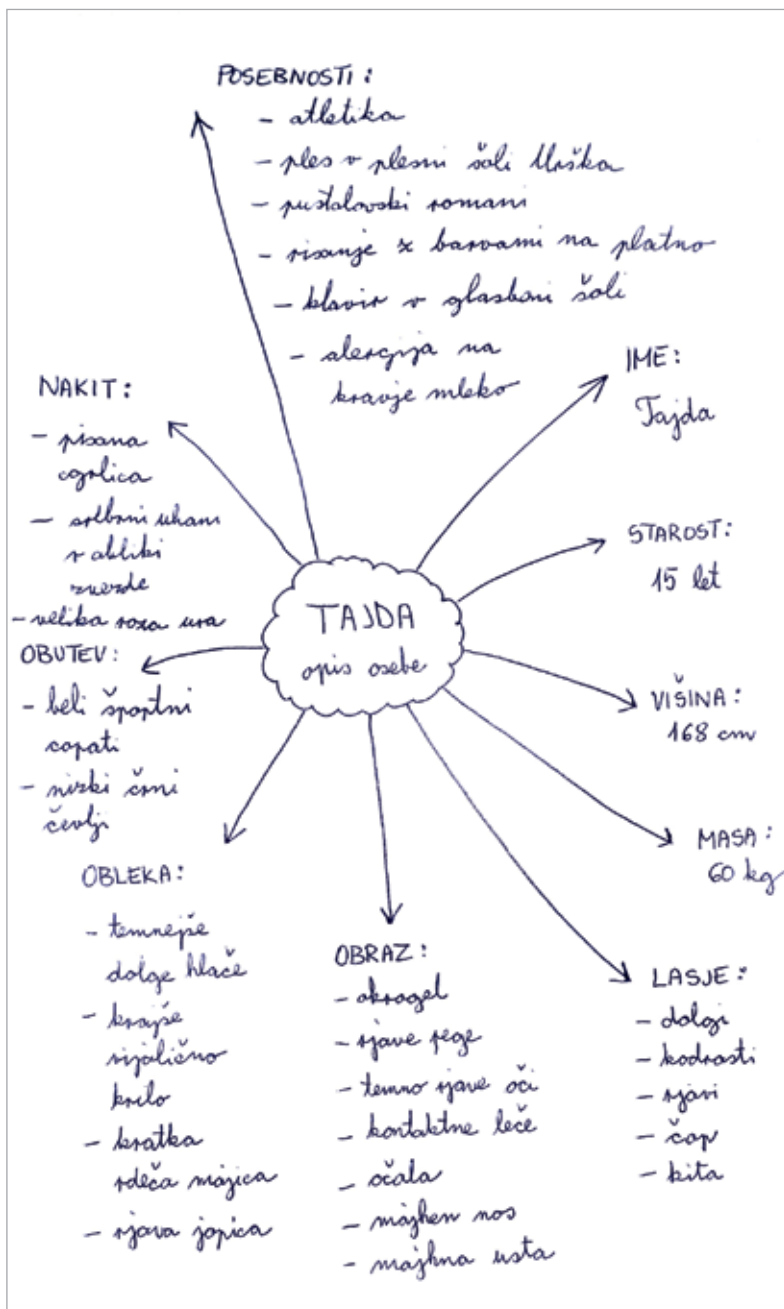 POSEBNOSTI:
- atletika
- ples v plesni šoli Urška
- pustolovski romani
- risanje z barvami na platno
- klavir v glasbeni šoli
- alergija na
kravje mleko
NAKIT:
- pisana
ogrlica
- srebrni uhani
v obliki
zvezde
- velika roza ura
OBUTEV:
- beli športni
copati
- nizki črni
čevlji
OBLEKA:
- temnejše
dolge hlače
- krajše
vijolično
krilo
- kratka
rdeča majica
- rjava jopica
TAJDA
opis osebe
OBRAZ:
- okrogel
- rjave pege
- temno rjave oči
- kontaktne leče
- očala
- majhen nos
- majhna usta
IME:
Tajda
STAROST:
15 let
VIŠINA:
168 cm
MASA:
60 kg
LASJE:
- dolgi
- kodrasti
- rjavi
- čop
- kita